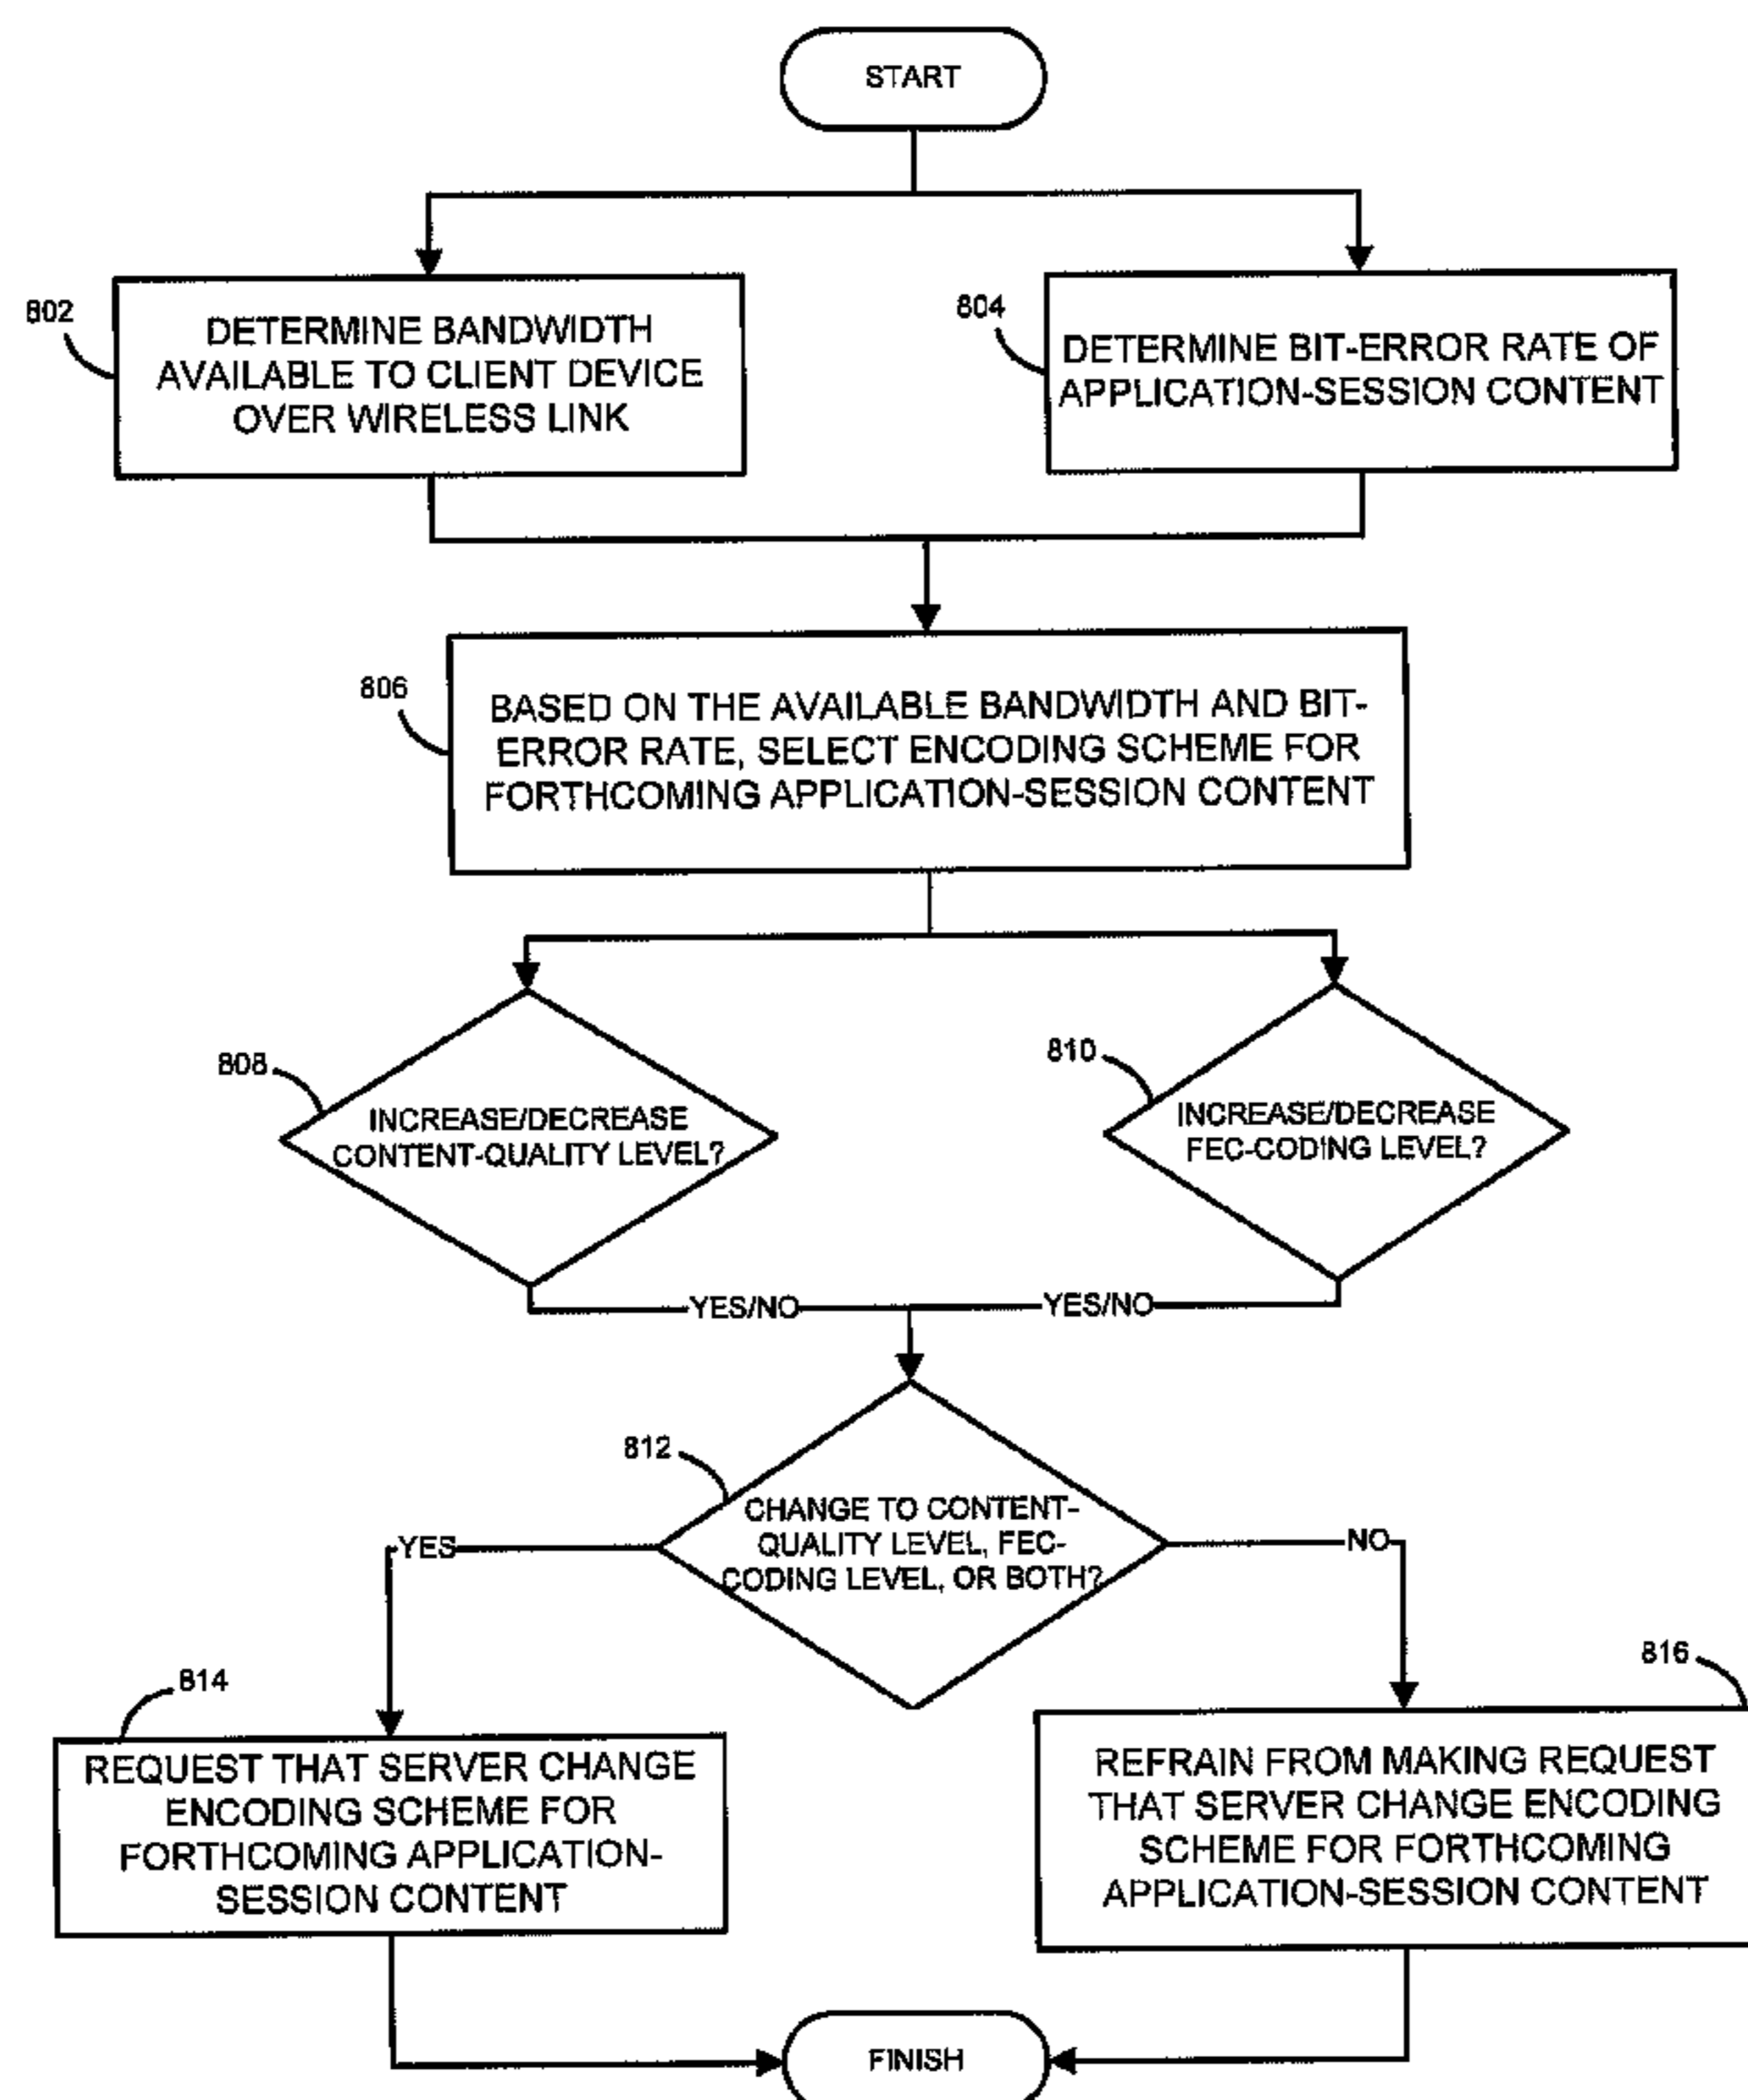 START
802
DETERMINE BANDWIDTH
AVAILABLE TO CLIENT DEVICE
OVER WIRELESS LINK
804
DETERMINE BIT-ERROR RATE OF
APPLICATION-SESSION CONTENT
806
BASED ON THE AVAILABLE BANDWIDTH AND BIT-
ERROR RATE, SELECT ENCODING SCHEME FOR
FORTHCOMING APPLICATION-SESSION CONTENT
808
INCREASE/DECREASE
CONTENT-QUALITY LEVEL?
810
INCREASE/DECREASE
FEC-CODING LEVEL?
YES/NO
YES/NO
812
CHANGE TO CONTENT-
QUALITY LEVEL, FEC-
CODING LEVEL, OR BOTH?
YES
NO
814
REQUEST THAT SERVER CHANGE
ENCODING SCHEME FOR
FORTHCOMING APPLICATION-
SESSION CONTENT
816
REFRAIN FROM MAKING REQUEST
THAT SERVER CHANGE ENCODING
SCHEME FOR FORTHCOMING
APPLICATION-SESSION CONTENT
FINISH